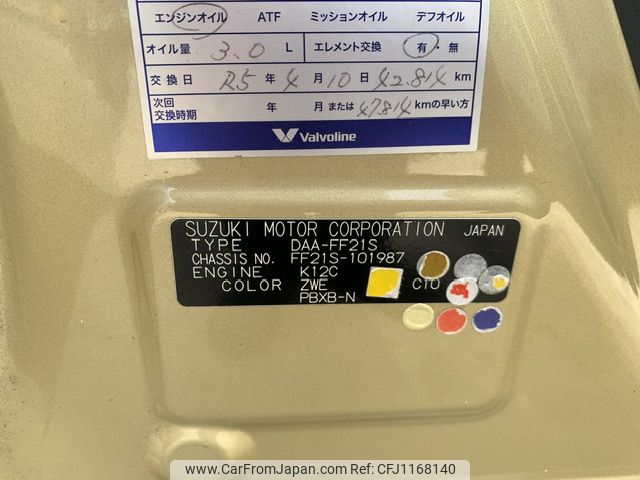 エンジンオイル ATF ミッションオイル デフオイル
オイル量 3.0 L エレメント交換 有・無
交換日 R5 年 4 月 10 日 42,814 km
次回交換時期 年 月 または 47814 kmの早い方
Valvoline
SUZUKI MOTOR CORPORATION JAPAN
TYPE DAA-FF21S
CHASSIS NO. FF21S-101987
ENGINE K12C
COLOR ZWE C10
PBXB-N
www.CarFromJapan.com - CFJ1168140